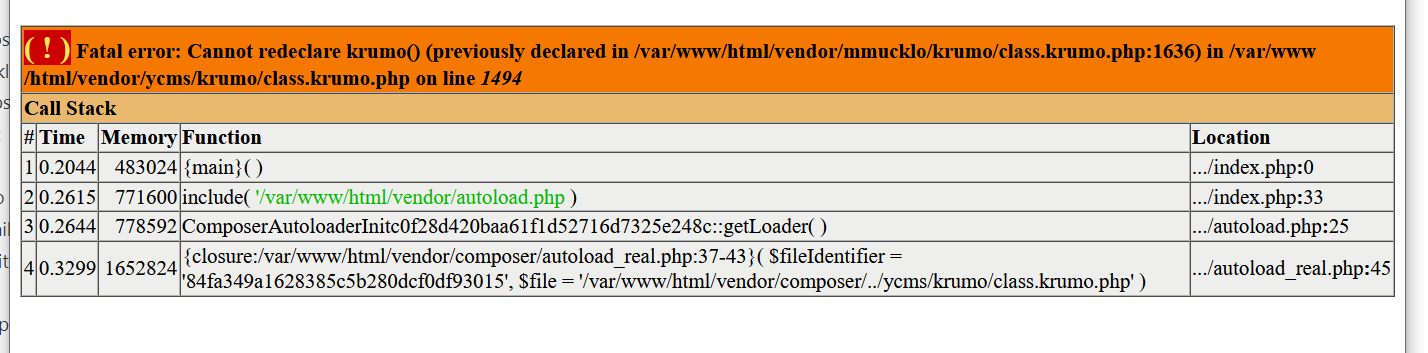 ( ! ) Fatal error: Cannot redeclare krumo() (previously declared in /var/www/html/vendor/mmucklo/krumo/class.krumo.php:1636) in /var/www
/html/vendor/ycms/krumo/class.krumo.php on line 1494
Call Stack
# Time Memory Function Location
1 0.2044 483024 {main}( ) .../index.php:0
2 0.2615 771600 include( '/var/www/html/vendor/autoload.php ) .../index.php:33
3 0.2644 778592 ComposerAutoloaderInitc0f28d420baa61f1d52716d7325e248c::getLoader( ) .../autoload.php:25
4 0.3299 1652824 {closure:/var/www/html/vendor/composer/autoload_real.php:37-43}( $fileIdentifier =
'84fa349a1628385c5b280dcf0df93015', $file = '/var/www/html/vendor/composer/../ycms/krumo/class.krumo.php' ) .../autoload_real.php:45